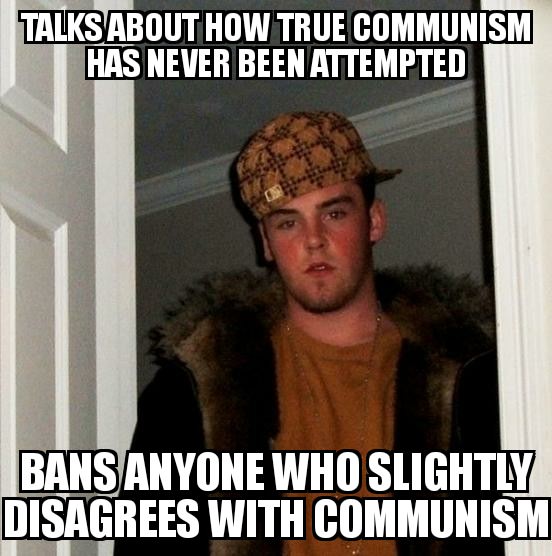 TALKS ABOUT HOW TRUE COMMUNISM
HAS NEVER BEEN ATTEMPTED
BANS ANYONE WHO SLIGHTLY
DISAGREES WITH COMMUNISM